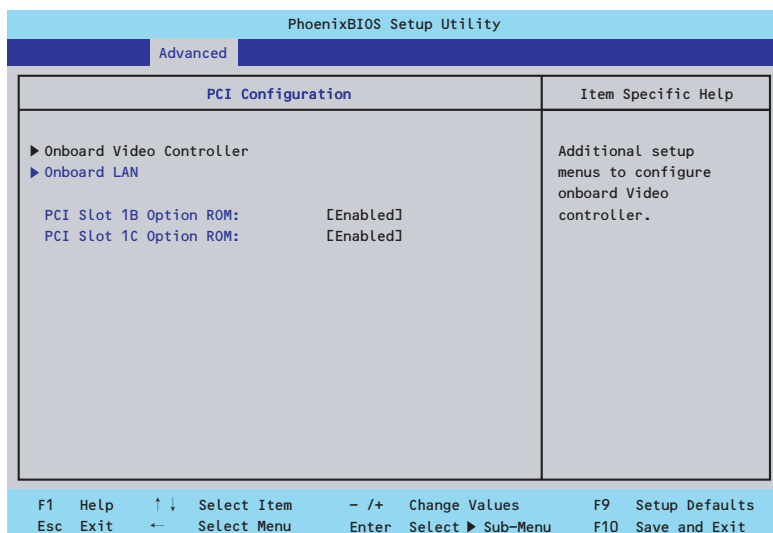 PhoenixBIOS Setup Utility
Advanced
PCI Configuration
Item Specific Help
▶ Onboard Video Controller
▶ Onboard LAN
PCI Slot 1B Option ROM: [Enabled]
PCI Slot 1C Option ROM: [Enabled]
Additional setup
menus to configure
onboard Video
controller.
F1 Help ↑↓ Select Item - /+ Change Values F9 Setup Defaults
Esc Exit ← Select Menu Enter Select ▶ Sub-Menu F10 Save and Exit